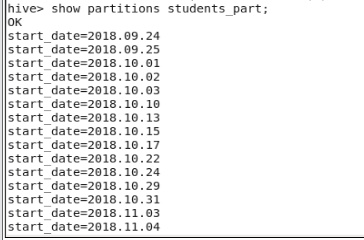 hive> show partitions students_part;
OK
start_date=2018.09.24
start_date=2018.09.25
start_date=2018.10.01
start_date=2018.10.02
start_date=2018.10.03
start_date=2018.10.10
start_date=2018.10.13
start_date=2018.10.15
start_date=2018.10.17
start_date=2018.10.22
start_date=2018.10.24
start_date=2018.10.29
start_date=2018.10.31
start_date=2018.11.03
start_date=2018.11.04